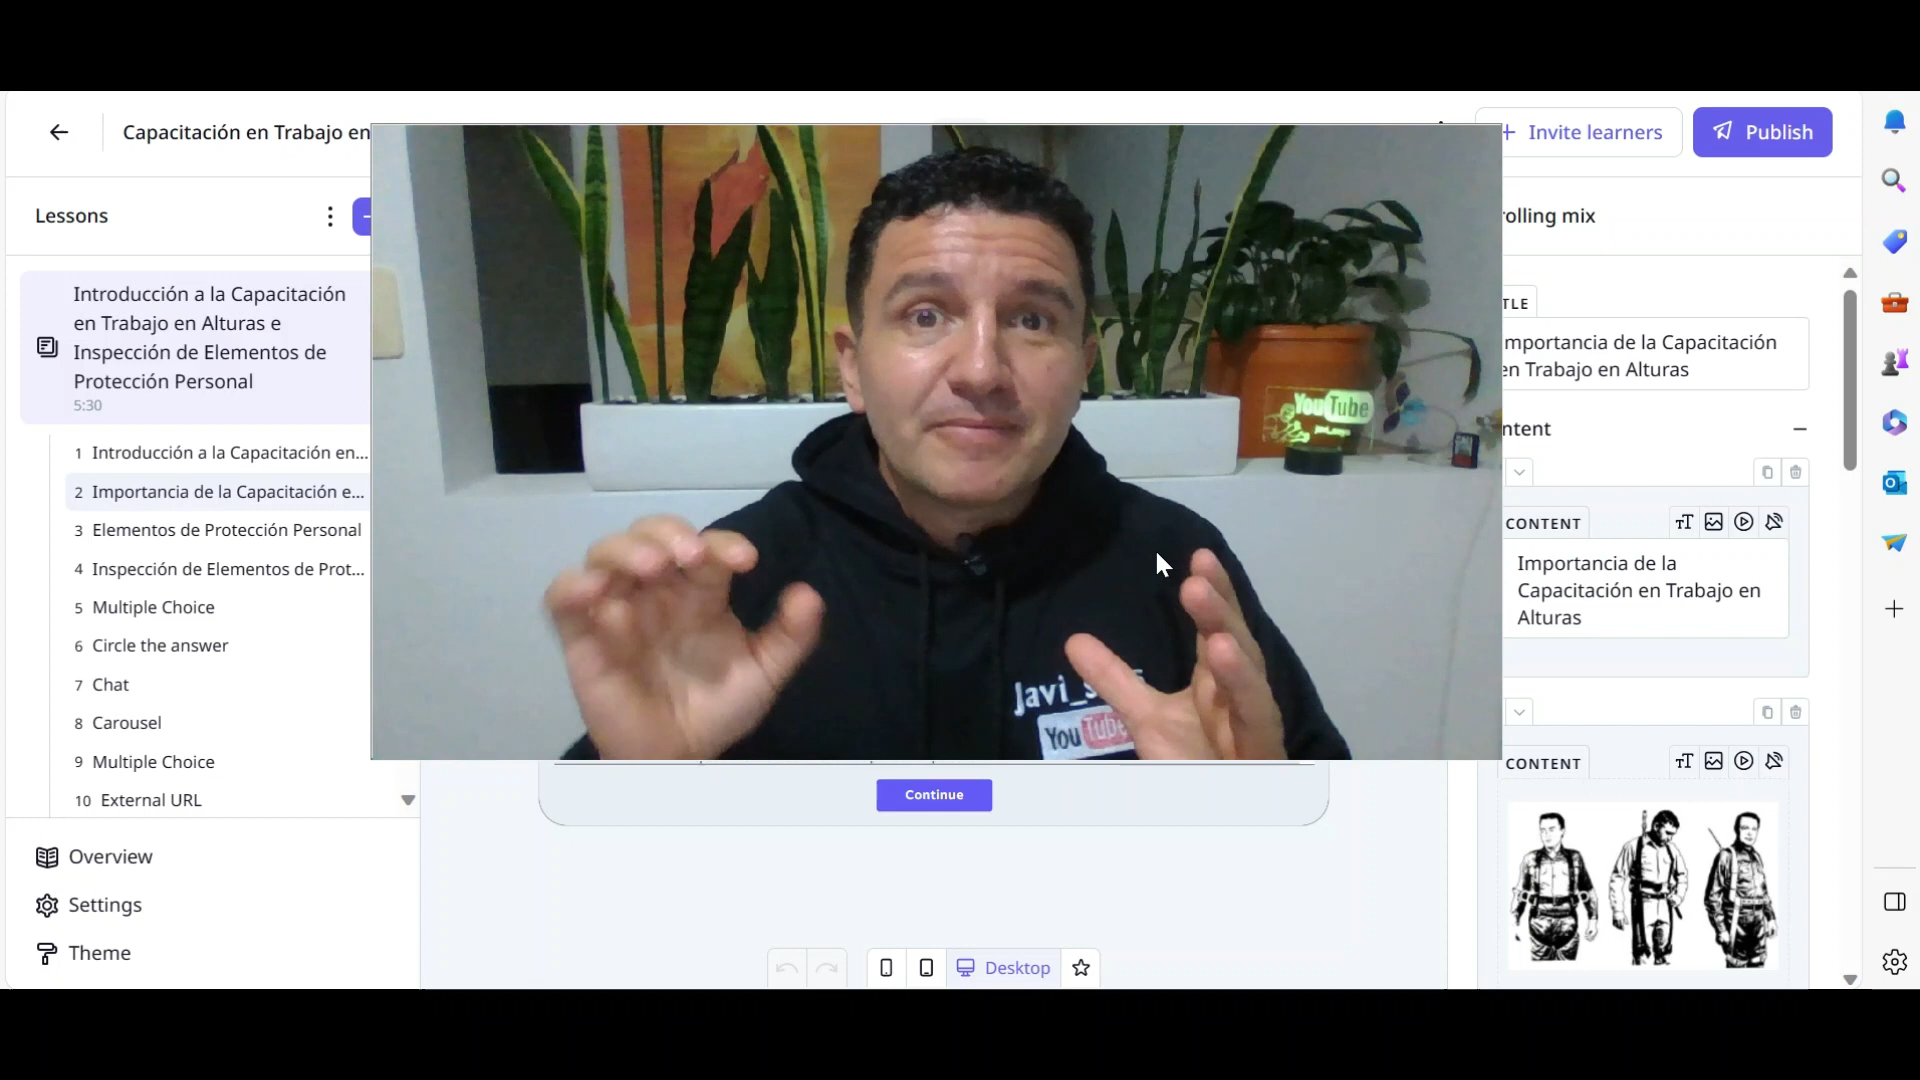 Capacitación en Trabajo en
Invite learners
Publish
Lessons
rolling mix
Introducción a la Capacitación
en Trabajo en Alturas e
Inspección de Elementos de
Protección Personal
5:30
1 Introducción a la Capacitación en...
2 Importancia de la Capacitación e...
3 Elementos de Protección Personal
4 Inspección de Elementos de Prot...
5 Multiple Choice
6 Circle the answer
7 Chat
8 Carousel
9 Multiple Choice
10 External URL
Overview
Settings
Theme
YouTube
Javi_s
YouTube
Continue
Desktop
TLE
mportancia de la Capacitación
en Trabajo en Alturas
ntent
CONTENT
TT
Importancia de la
Capacitación en Trabajo en
Alturas
CONTENT
TT